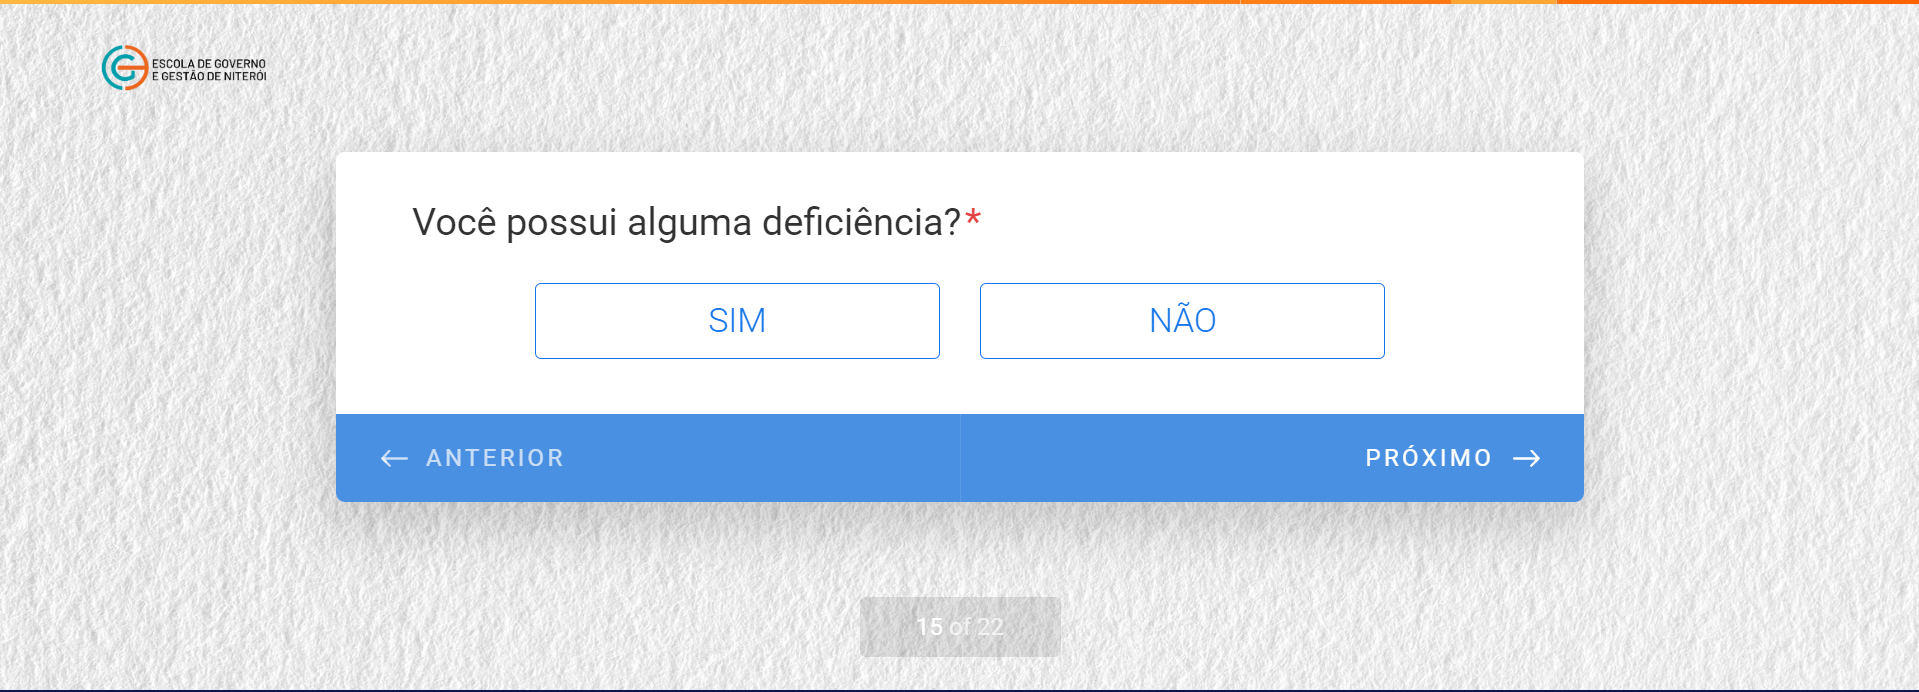 ESCOLA DE GOVERNO
E GESTÃO DE NITERÓI
Você possui alguma deficiência?*
SIM
NÃO
← ANTERIOR
PRÓXIMO →
15 of 22